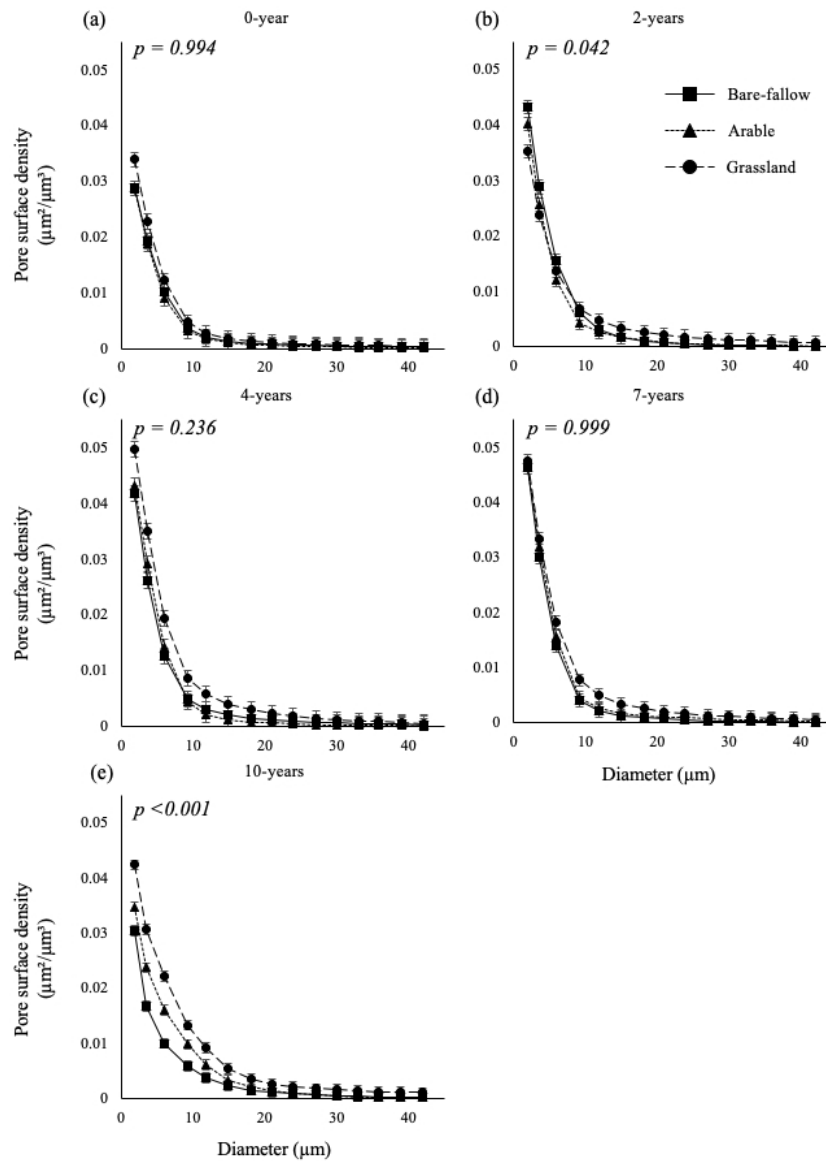 (a)
0-year
p = 0.994
0.05
0.04
0.03
0.02
0.01
0
0 10 20 30 40
Pore surface density
(µm²/µm³)
(b)
2-years
p = 0.042
Bare-fallow
Arable
Grassland
0.05
0.04
0.03
0.02
0.01
0
0 10 20 30 40
(c)
4-years
p = 0.236
0.05
0.04
0.03
0.02
0.01
0
0 10 20 30 40
Pore surface density
(µm²/µm³)
(d)
7-years
p = 0.999
0.05
0.04
0.03
0.02
0.01
0
0 10 20 30 40
Diameter (µm)
(e)
10-years
p <0.001
0.05
0.04
0.03
0.02
0.01
0
0 10 20 30 40
Pore surface density
(µm²/µm³)
Diameter (µm)